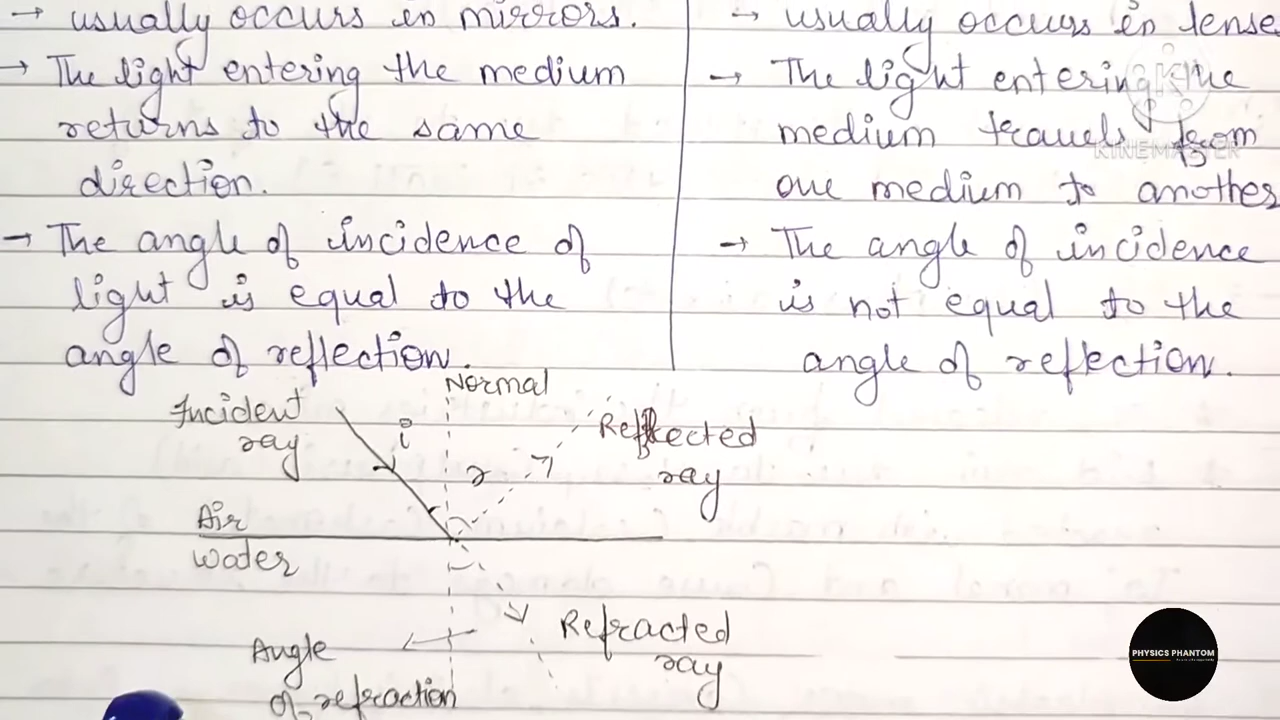 → usually occurs in mirrors.
→ The light entering the medium
returns to the same
direction.
→ The angle of incidence of
light is equal to the
angle of reflection.
→ usually occurs in lense
→ The light entering the
medium travels from
one medium to another
→ The angle of incidence
is not equal to the
angle of reflection.
KINEMASTER
Normal
Incident
ray
i
r
Reflected
ray
Air
water
Refracted
ray
Angle
of refraction
PHYSICS PHANTOM